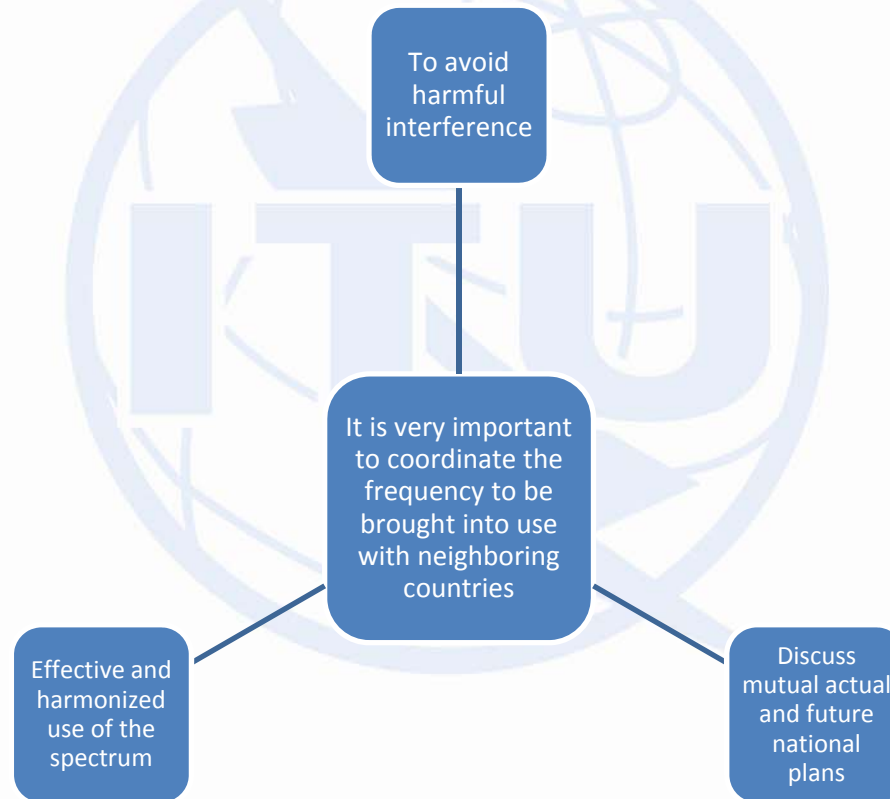 To avoid
harmful
interference
ITU
It is very important
to coordinate the
frequency to be
brought into use
with neighboring
countries
Effective and
harmonized
use of the
spectrum
Discuss
mutual actual
and future
national
plans